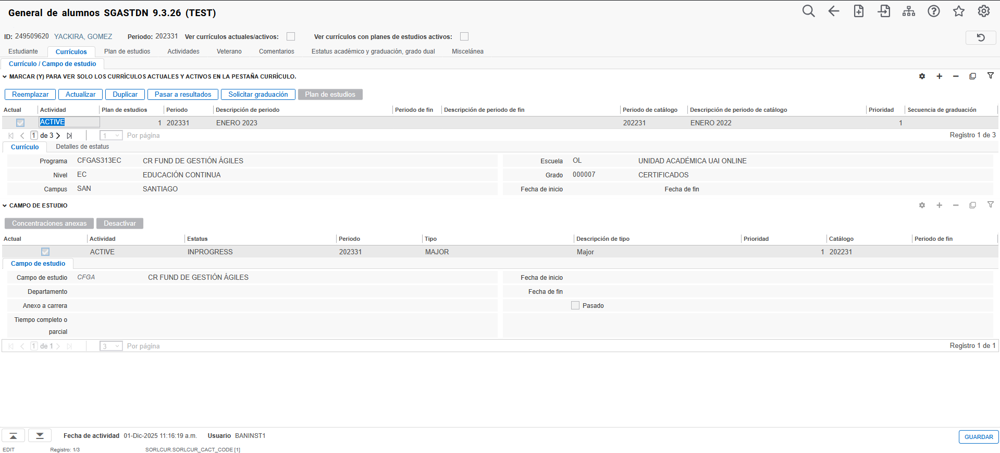 General de alumnos SGASTDN 9.3.26 (TEST)
ID: 249509620 YACKIRA, GOMEZ Periodo: 202331 Ver currículos actuales/activos: Ver currículos con planes de estudios activos:
Estudiante Currículos Plan de estudios Actividades Veterano Comentarios Estatus académico y graduación, grado dual Miscelánea
Currículo / Campo de estudio
MARCAR (Y) PARA VER SOLO LOS CURRÍCULOS ACTUALES Y ACTIVOS EN LA PESTAÑA CURRÍCULO.
Reemplazar Actualizar Duplicar Pasar a resultados Solicitar graduación Plan de estudios
Actual Actividad Plan de estudios Periodo Descripción de periodo Periodo de fin Descripción de periodo de fin Periodo de catálogo Descripción de periodo de catálogo Prioridad Secuencia de graduación
ACTIVE 1 202331 ENERO 2023 202231 ENERO 2022 1
1 de 3 1 Por página Registro 1 de 3
Currículo Detalles de estatus
Programa CFGAS313EC CR FUND DE GESTIÓN ÁGILES Escuela OL UNIDAD ACADÉMICA UAI ONLINE
Nivel EC EDUCACIÓN CONTINUA Grado 000007 CERTIFICADOS
Campus SAN SANTIAGO Fecha de inicio Fecha de fin
CAMPO DE ESTUDIO
Concentraciones anexas Desactivar
Actual Actividad Estatus Periodo Tipo Descripción de tipo Prioridad Catálogo Periodo de fin
ACTIVE INPROGRESS 202331 MAJOR Major 1 202231
Campo de estudio
Campo de estudio CFGA CR FUND DE GESTIÓN ÁGILES Fecha de inicio
Departamento Fecha de fin
Anexo a carrera Pasado
Tiempo completo o
parcial
1 de 1 3 Por página Registro 1 de 1
Fecha de actividad 01-Dic-2025 11:16:19 a.m. Usuario BANINST1 GUARDAR
EDIT Registro: 1/3 SORLCUR.SORLCUR_CACT_CODE [1]